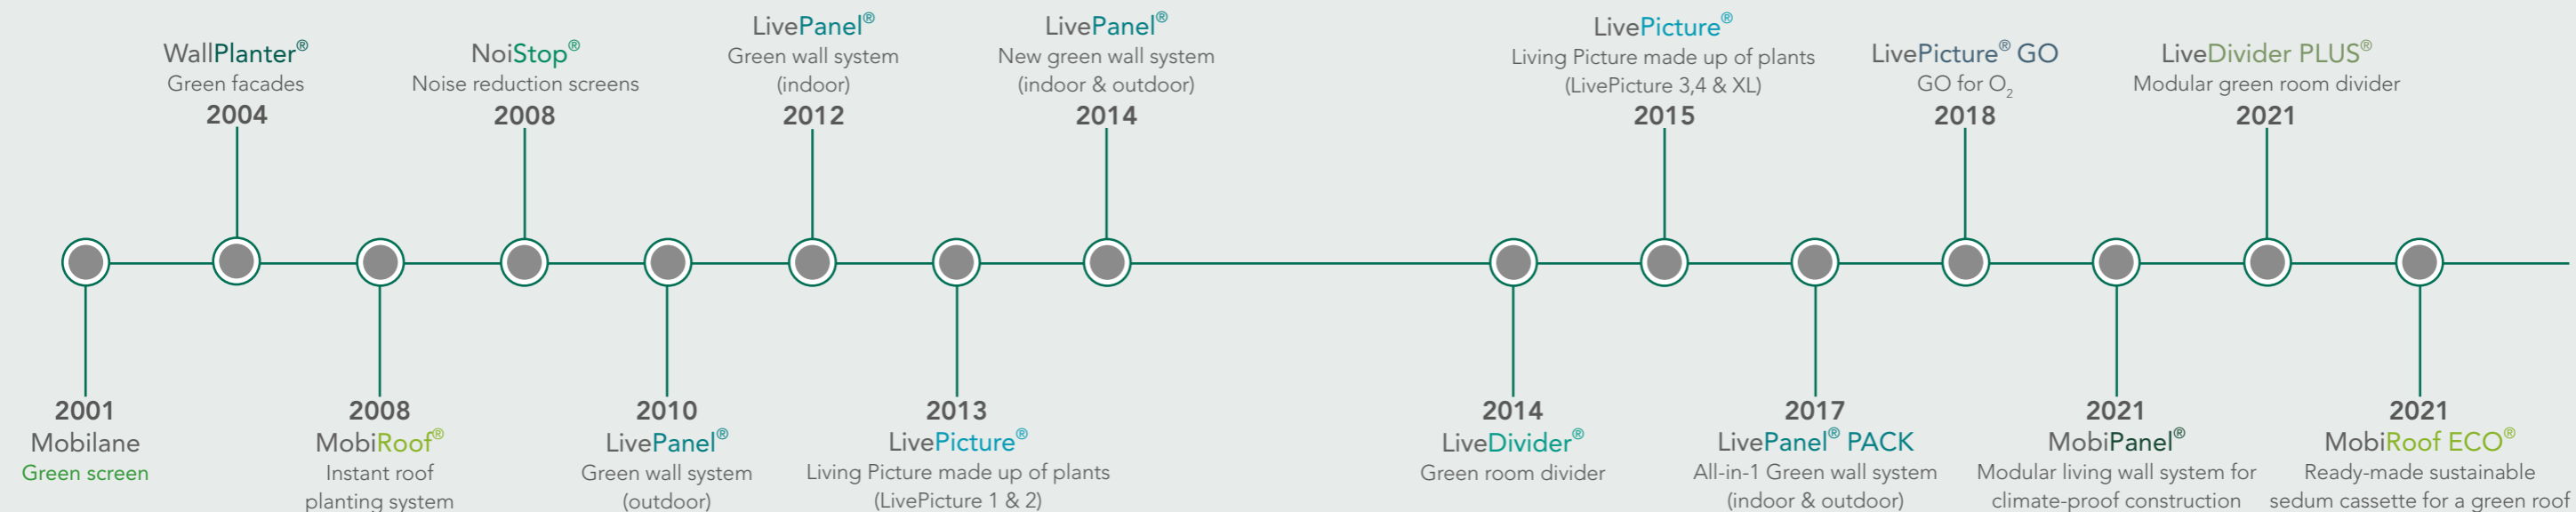 2001
Mobilane
Green screen
WallPlanter®
Green facades
2004
2008
MobiRoof®
Instant roof
planting system
NoiStop®
Noise reduction screens
2008
2010
LivePanel®
Green wall system
(outdoor)
LivePanel®
Green wall system
(indoor)
2012
2013
LivePicture®
Living Picture made up of plants
(LivePicture 1 & 2)
LivePanel®
New green wall system
(indoor & outdoor)
2014
2014
LiveDivider®
Green room divider
LivePicture®
Living Picture made up of plants
(LivePicture 3,4 & XL)
2015
2017
LivePanel® PACK
All-in-1 Green wall system
(indoor & outdoor)
LivePicture® GO
GO for O₂
2018
2021
MobiPanel®
Modular living wall system for
climate-proof construction
LiveDivider PLUS®
Modular green room divider
2021
2021
MobiRoof ECO®
Ready-made sustainable
sedum cassette for a green roof